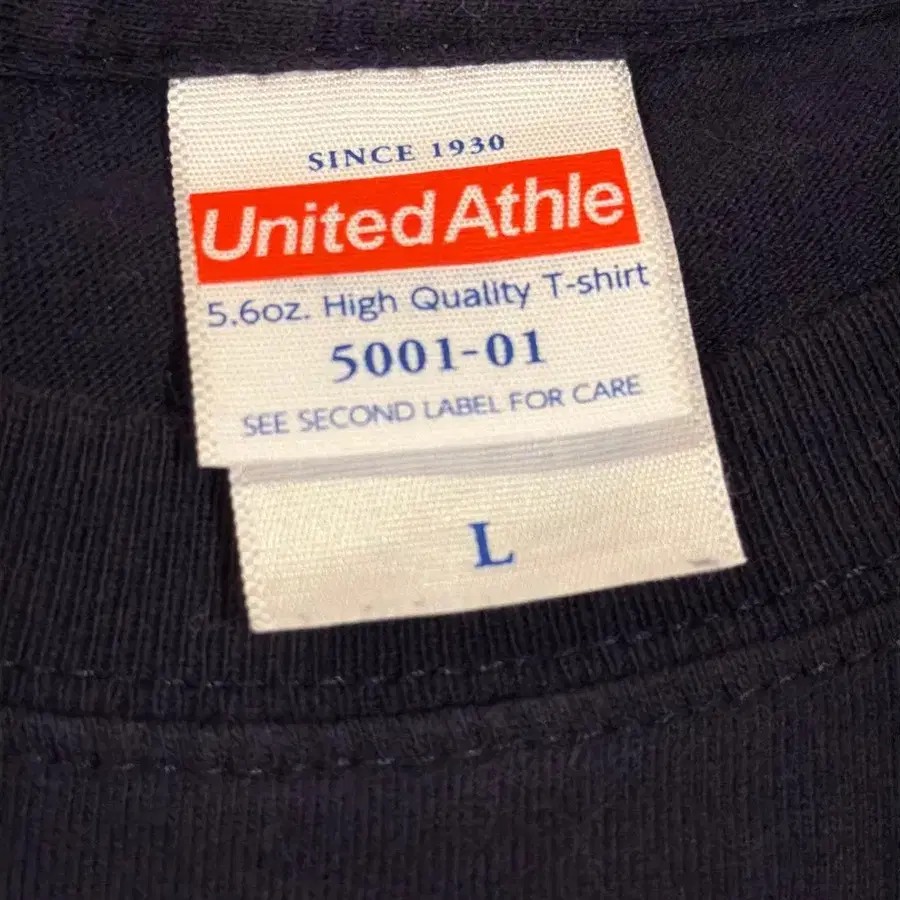 SINCE 1930
United Athle
5.6oz. High Quality T-shirt
5001-01
SEE SECOND LABEL FOR CARE
L